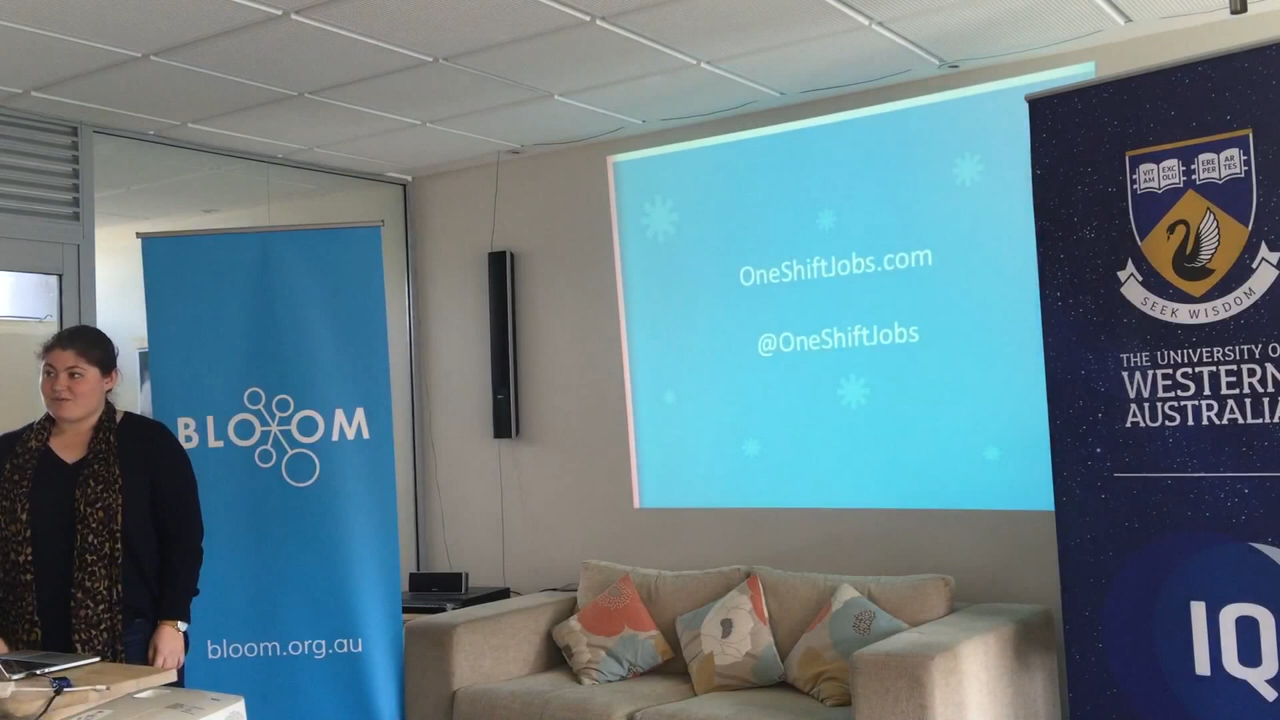 BLOOM
bloom.org.au
OneShiftJobs.com
@OneShiftJobs
VIT
AM
EXC
OLU
ERE
PER
AR
TES
SEEK WISDOM
THE UNIVERSITY O
WESTERN
AUSTRALIA
IQ